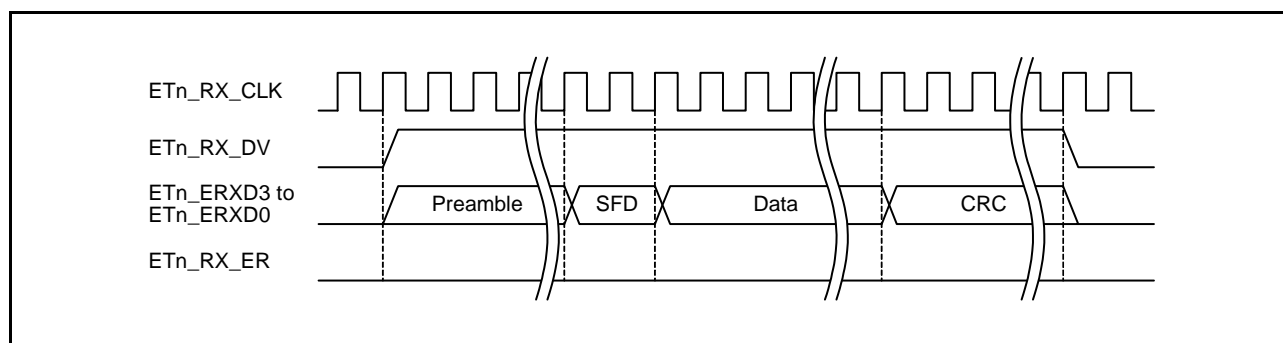 ETn_RX_CLK
ETn_RX_DV
ETn_ERXD3 to
ETn_ERXD0
Preamble
SFD
Data
CRC
ETn_RX_ER